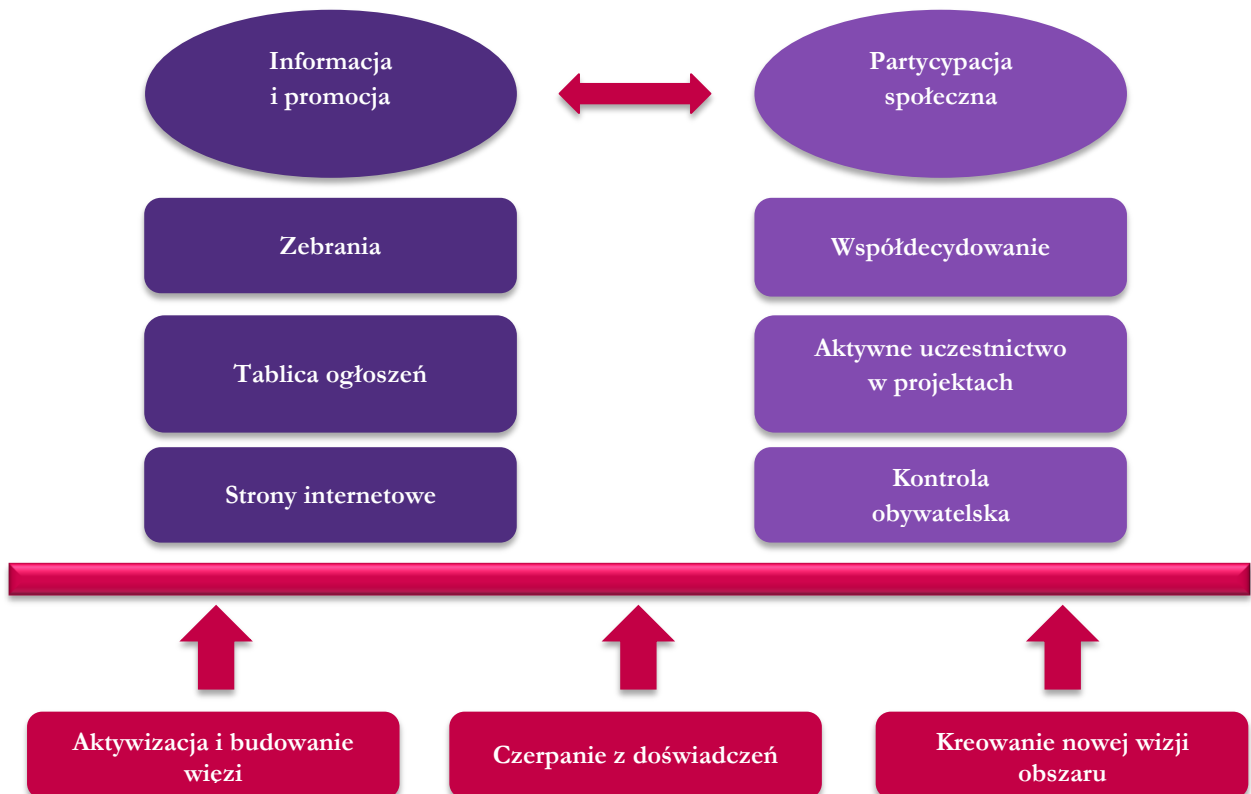 Informacja
i promocja
Partycypacja
społeczna
Zebrania
Współdecydowanie
Tablica ogłoszeń
Aktywne uczestnictwo
w projektach
Strony internetowe
Kontrola
obywatelska
Aktywizacja i budowanie
więzi
Czerpanie z doświadczeń
Kreowanie nowej wizji
obszaru